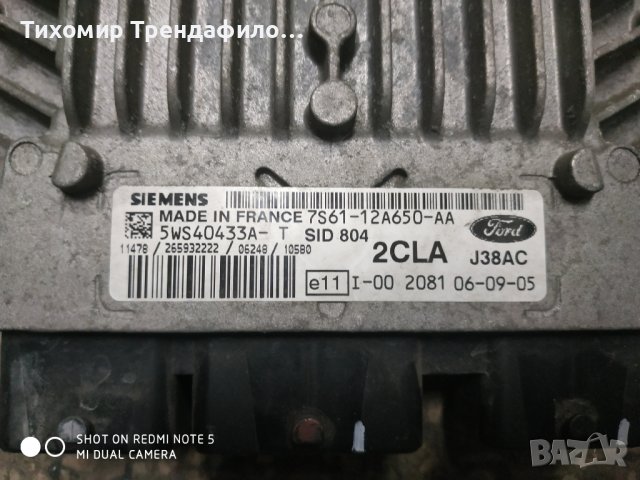 Тихомир Трендафило...
SIEMENS
MADE IN FRANCE 7S61-12A650-AA
5WS40433A- T SID 804
11478 / 265932222 / 06248 / 10580
2CLA J38AC
Ford
e11 I-00 2081 06-09-05
SHOT ON REDMI NOTE 5
MI DUAL CAMERA
BAZAR